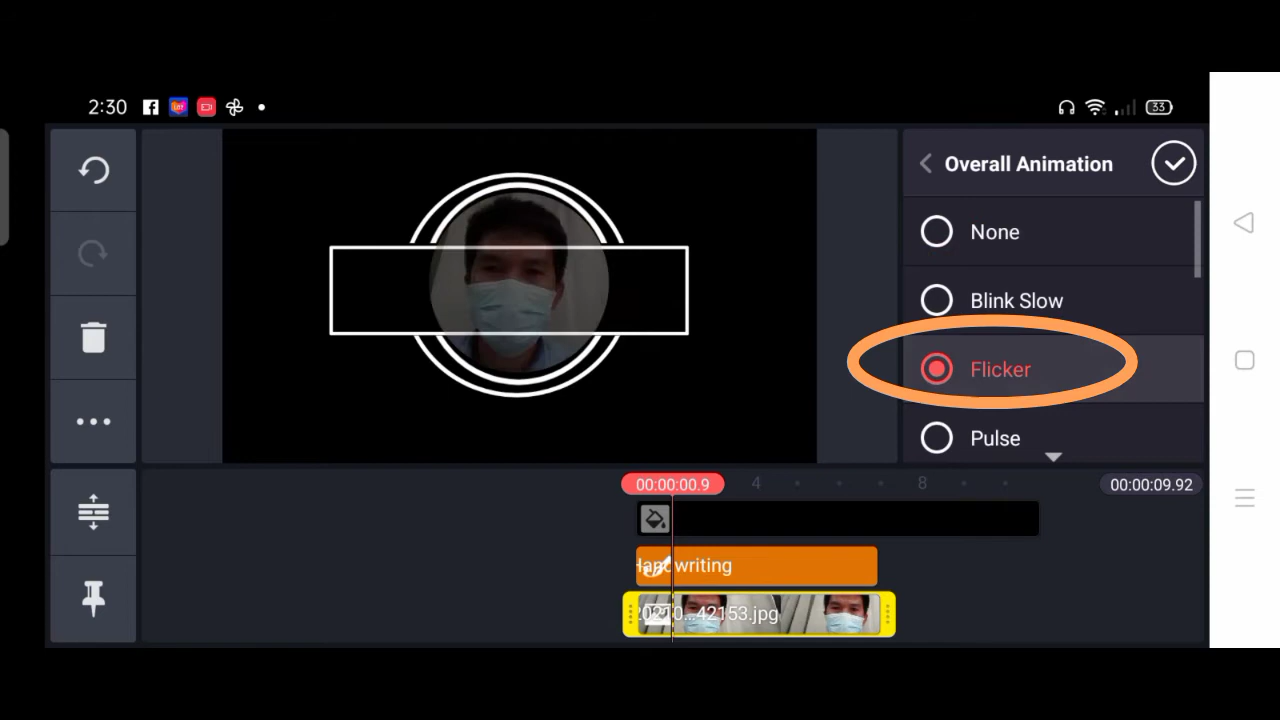 2:30
33
Overall Animation
None
Blink Slow
Flicker
Pulse
00:00:00.9
4
8
00:00:09.92
Handwriting
20210...42153.jpg